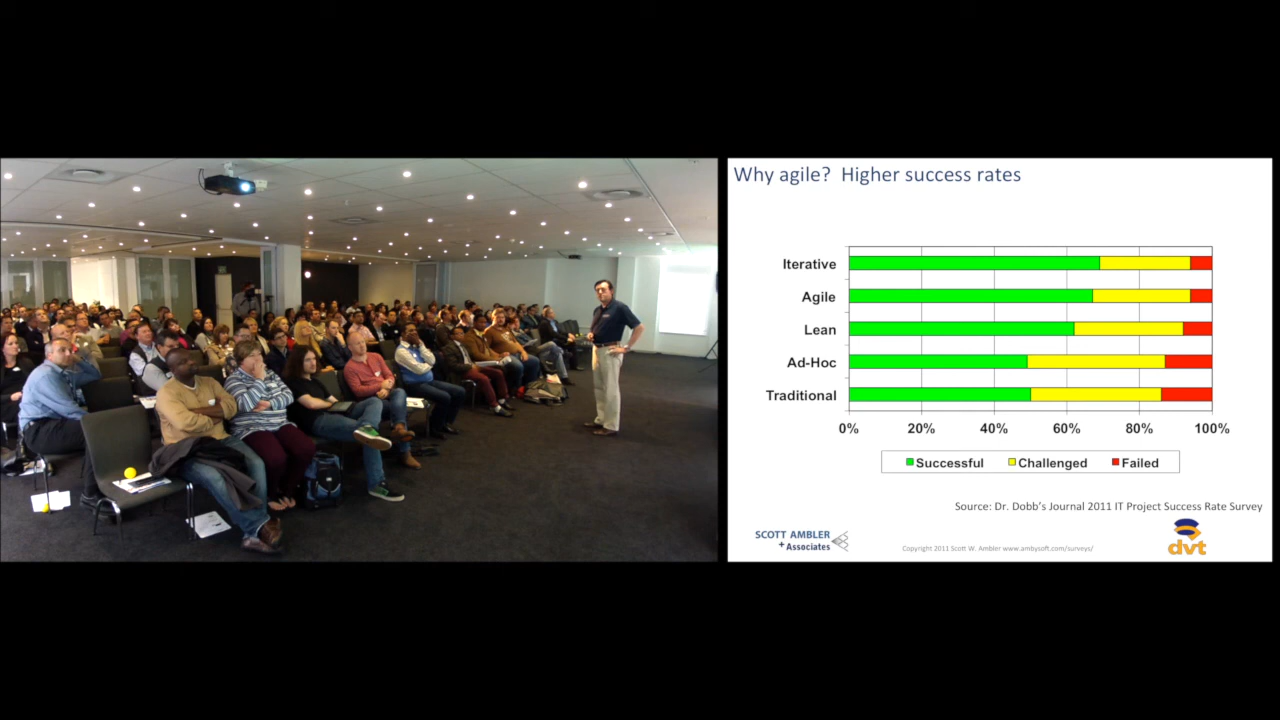 Why agile? Higher success rates
Iterative
Agile
Lean
Ad-Hoc
Traditional
0% 20% 40% 60% 80% 100%
Successful Challenged Failed
Source: Dr. Dobb's Journal 2011 IT Project Success Rate Survey
SCOTT AMBLER
+ Associates
Copyright 2011 Scott W. Ambler www.ambysoft.com/surveys/
dvt